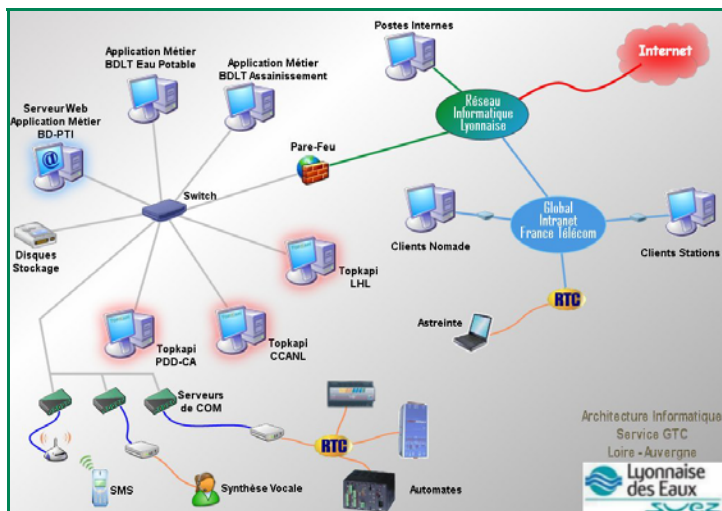 Postes Internes
Internet
Application Métier
BDLT Eau Potable
Application Métier
BDLT Assainissement
Réseau
Informatique
Lyonnaise
Serveur Web
Application Métier
BD-PTI
@
Pare-Feu
Switch
Global
Intranet
France Télécom
Clients Nomade
Clients Stations
Disques
Stockage
Topkapi
LHL
RTC
Astreinte
Topkapi
PDD-CA
Topkapi
CCANL
Serveurs
de COM
RTC
SMS
Synthèse Vocale
Automates
Architecture Informatique
Service GTC
Loire - Auvergne
Lyonnaise
des Eaux
suez